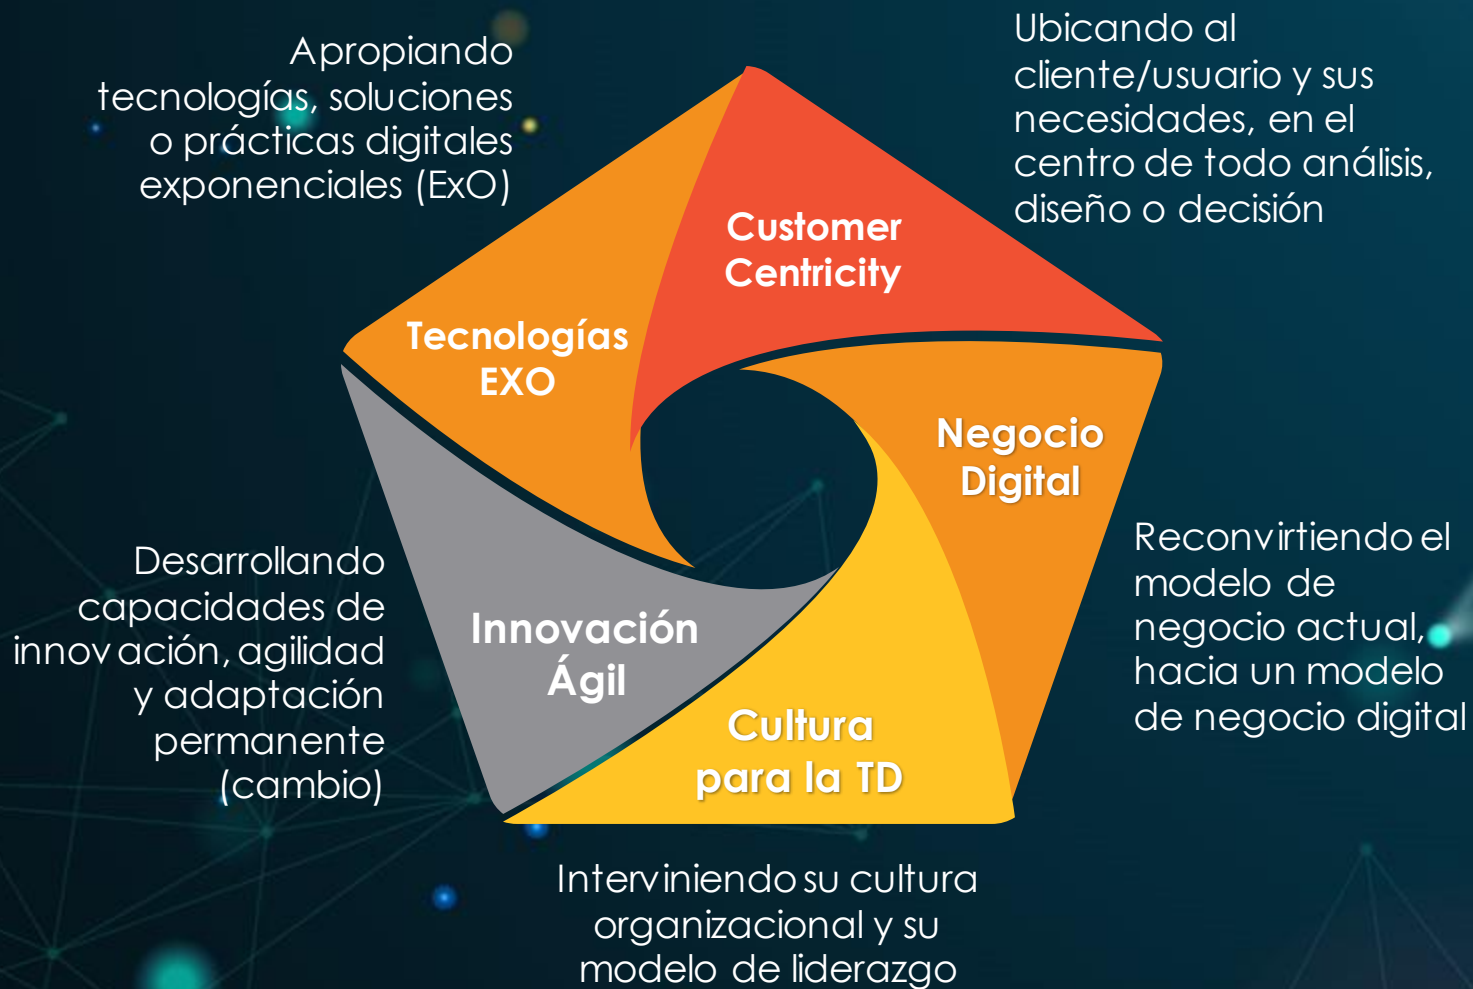 Apropiando
tecnologías, soluciones
o prácticas digitales
exponenciales (ExO)
Ubicando al
cliente/usuario y sus
necesidades, en el
centro de todo análisis,
diseño o decisión
Customer
Centricity
Tecnologías
EXO
Negocio
Digital
Reconvirtiendo el
modelo de
negocio actual,
hacia un modelo
de negocio digital
Desarrollando
capacidades de
innovación, agilidad
y adaptación
permanente
(cambio)
Innovación
Ágil
Cultura
para la TD
Interviniendo su cultura
organizacional y su
modelo de liderazgo